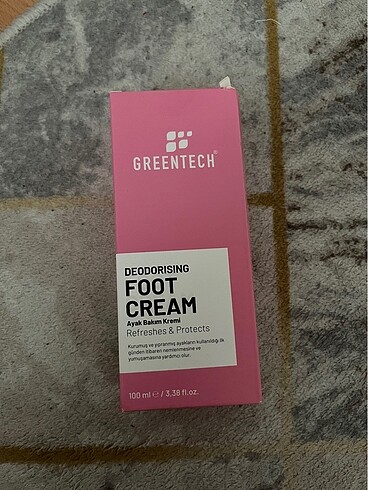 GREENTECH®
DEODORISING
FOOT
CREAM
Ayak Bakım Kremi
Refreshes & Protects
Kurumuş ve yıpranmış ayakların kullanıldığı ilk
günden itibaren nemlenmesine ve
yumuşamasına yardımcı olur.
100 ml ℮ / 3,38 fl.oz.